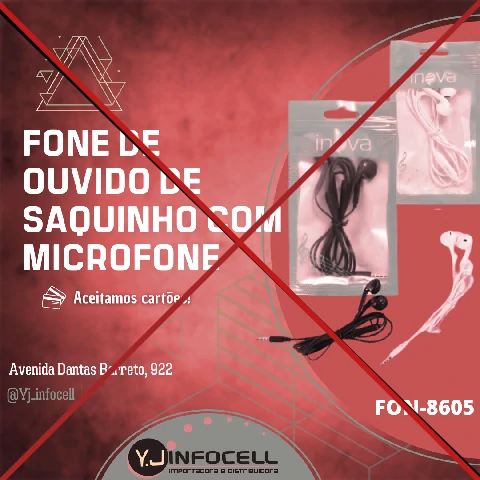 FONE DE
OUVIDO DE
SAQUINHO COM
MICROFONE
Aceitamos cartões!
Avenida Dantas Barreto, 922
@Yj_infocell
inova
inova
FON-8605
Y.J INFOCELL
importadora e distribuidora